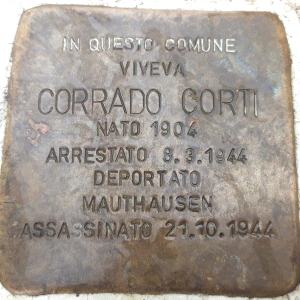 IN QUESTO COMUNE
VIVEVA
CORRADO CORTI
NATO 1904
ARRESTATO 8.3.1944
DEPORTATO
MAUTHAUSEN
ASSASSINATO 21.10.1944